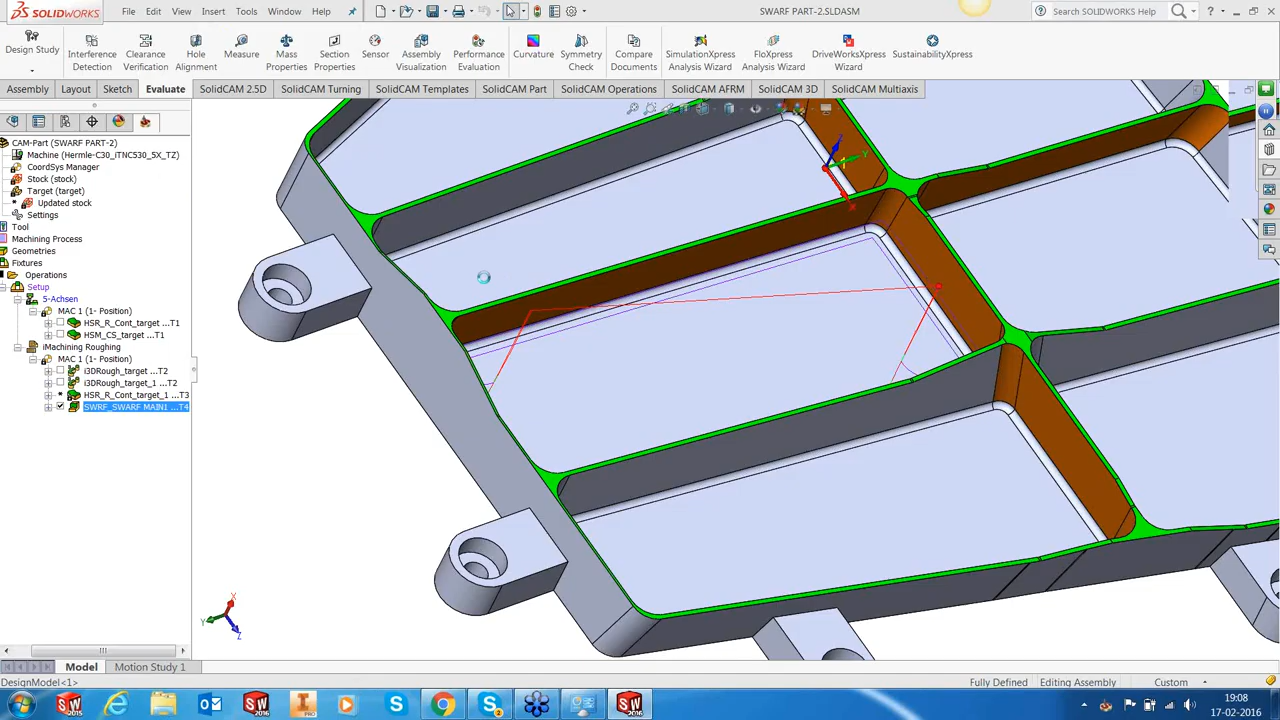 SOLIDWORKS
File Edit View Insert Tools Window Help
SWARF PART-2.SLDASM
Search SOLIDWORKS Help
Design Study
Interference Detection
Clearance Verification
Hole Alignment
Measure
Mass Properties
Section Properties
Sensor
Assembly Visualization
Performance Evaluation
Curvature
Symmetry Check
Compare Documents
SimulationXpress Analysis Wizard
FloXpress Analysis Wizard
DriveWorksXpress Wizard
SustainabilityXpress
Assembly Layout Sketch Evaluate SolidCAM 2.5D SolidCAM Turning SolidCAM Templates SolidCAM Part SolidCAM Operations SolidCAM AFRM SolidCAM 3D SolidCAM Multiaxis
CAM-Part (SWARF PART-2)
Machine (Hermle-C30_iTNC530_5X_TZ)
CoordSys Manager
Stock (stock)
Target (target)
Updated stock
Settings
Tool
Machining Process
Geometries
Fixtures
Operations
Setup
5-Achsen
MAC 1 (1- Position)
HSR_R_Cont_target ...T1
HSM_CS_target ...T1
iMachining Roughing
MAC 1 (1- Position)
i3DRough_target ...T2
i3DRough_target_1 ...T2
HSR_R_Cont_target_1 ...T3
SWRF_SWARF MAIN1 ...T4
Z
Y
X
X
Y
Z
Model Motion Study 1
DesignModel<1>
Fully Defined Editing Assembly Custom
19:08
17-02-2016